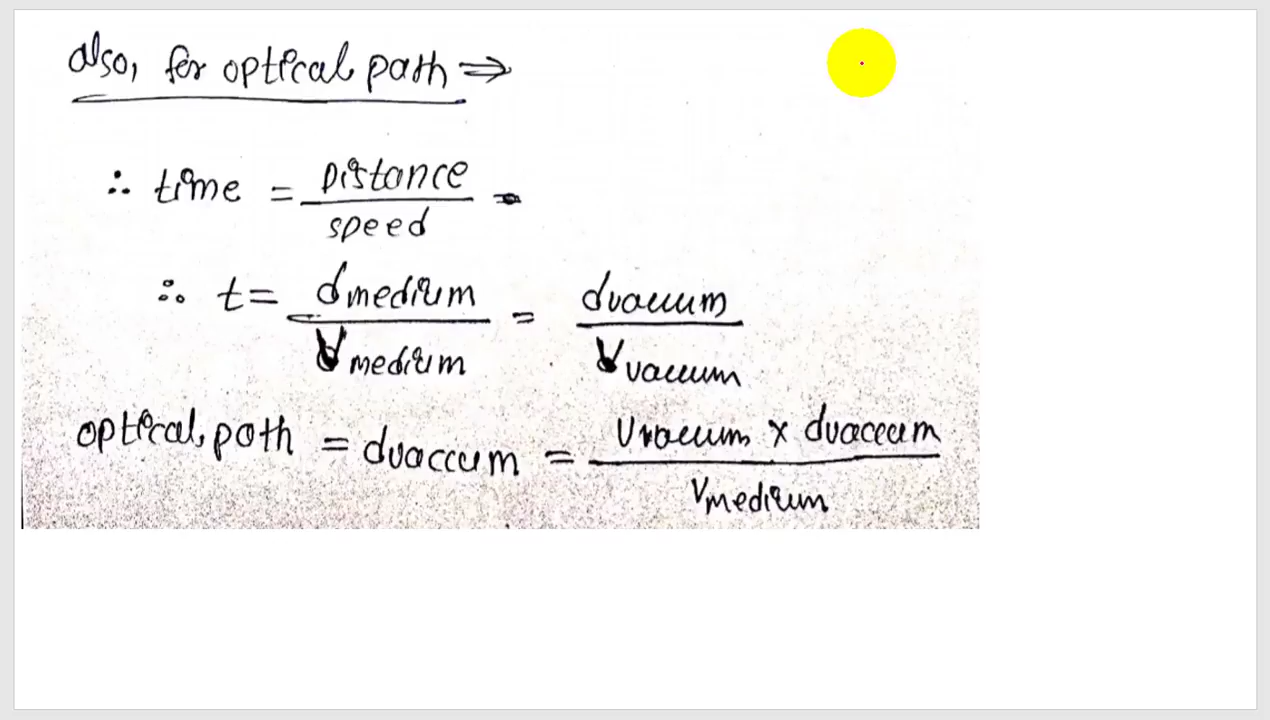 also, for optical path ⇒
∴ time = Distance / speed
∴ t = dmedium / Vmedium = dvacuum / Vvacuum
optical path = dvaccum = Vvacuum × dvaccum / Vmedium